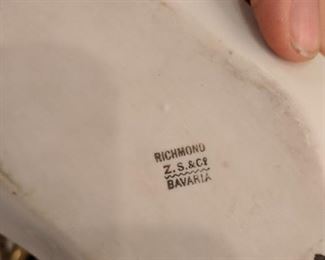 RICHMOND
Z. S. & Co
BAVARIA